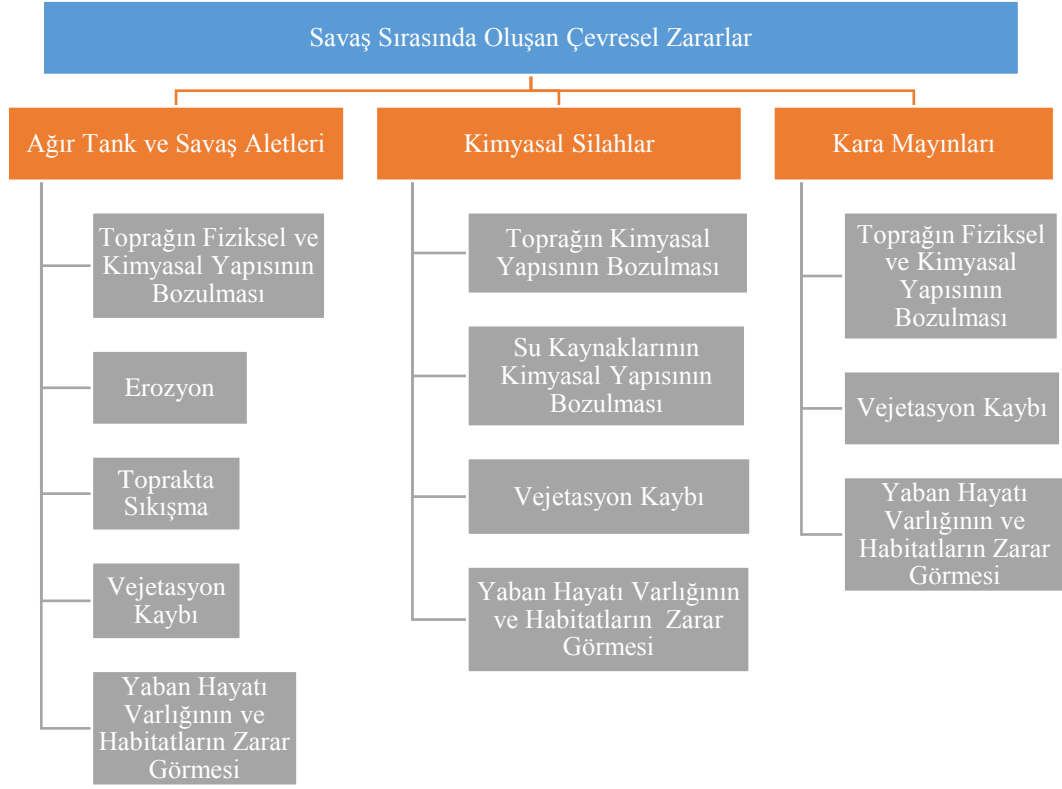 Savaş Sırasında Oluşan Çevresel Zararlar
Ağır Tank ve Savaş Aletleri
Toprağın Fiziksel ve
Kimyasal Yapısının
Bozulması
Erozyon
Toprakta
Sıkışma
Vejetasyon
Kaybı
Yaban Hayatı
Varlığının ve
Habitatların Zarar
Görmesi
Kimyasal Silahlar
Toprağın Kimyasal
Yapısının Bozulması
Su Kaynaklarının
Kimyasal Yapısının
Bozulması
Vejetasyon Kaybı
Yaban Hayatı Varlığının
ve Habitatların Zarar
Görmesi
Kara Mayınları
Toprağın Fiziksel
ve Kimyasal
Yapısının
Bozulması
Vejetasyon Kaybı
Yaban Hayatı
Varlığının ve
Habitatların Zarar
Görmesi